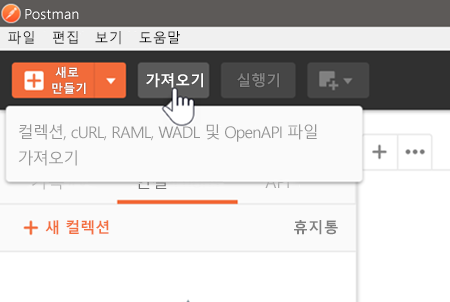 Postman
파일 편집 보기 도움말
새로
만들기
가져오기
실행기
컬렉션, cURL, RAML, WADL 및 OpenAPI 파일
가져오기
API
+ 새 컬렉션
휴지통